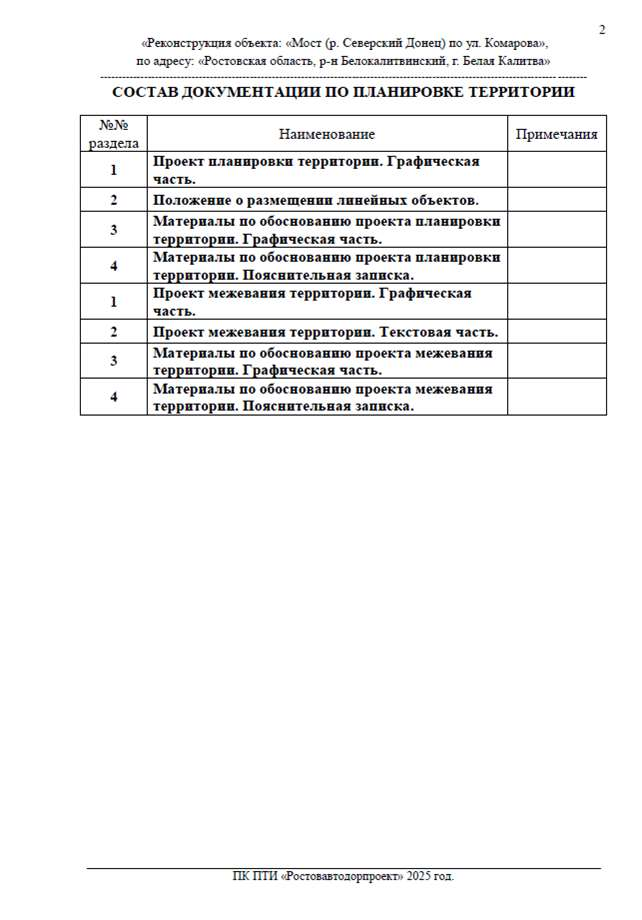 2
«Реконструкция объекта: «Мост (р. Северский Донец) по ул. Комарова»,
по адресу: «Ростовская область, р-н Белокалитвинский, г. Белая Калитва»
СОСТАВ ДОКУМЕНТАЦИИ ПО ПЛАНИРОВКЕ ТЕРРИТОРИИ
№№
раздела
Наименование
Примечания
1
Проект планировки территории. Графическая
часть.
2
Положение о размещении линейных объектов.
3
Материалы по обоснованию проекта планировки
территории. Графическая часть.
4
Материалы по обоснованию проекта планировки
территории. Пояснительная записка.
1
Проект межевания территории. Графическая
часть.
2
Проект межевания территории. Текстовая часть.
3
Материалы по обоснованию проекта межевания
территории. Графическая часть.
4
Материалы по обоснованию проекта межевания
территории. Пояснительная записка.
ПК ПТИ «Ростовавтодорпроект» 2025 год.